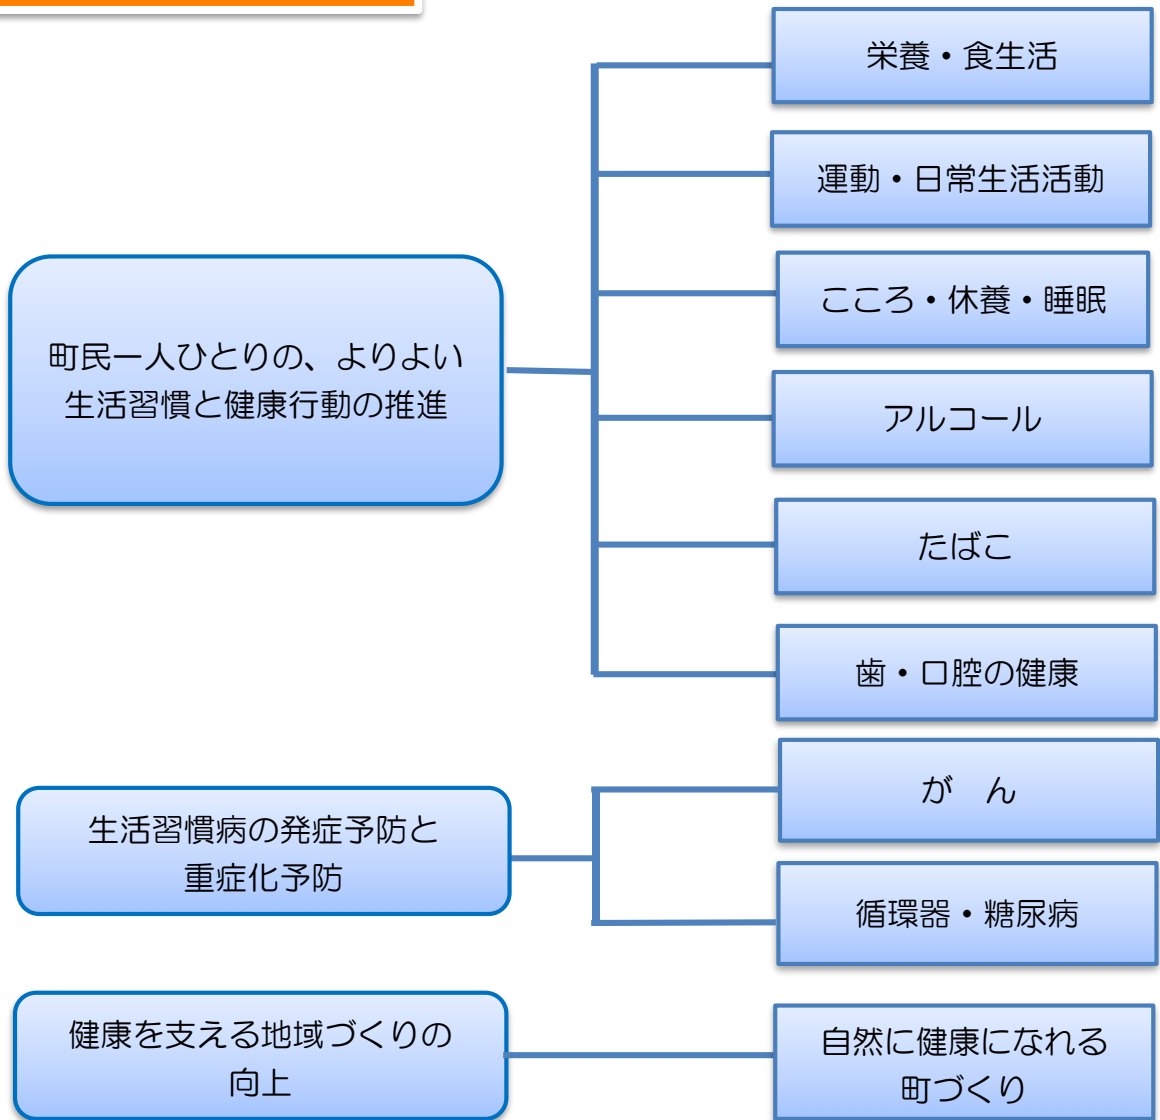 町民一人ひとりの、よりよい
生活習慣と健康行動の推進
栄養・食生活
運動・日常生活活動
こころ・休養・睡眠
アルコール
たばこ
歯・口腔の健康
生活習慣病の発症予防と
重症化予防
が　ん
循環器・糖尿病
健康を支える地域づくりの
向上
自然に健康になれる
町づくり